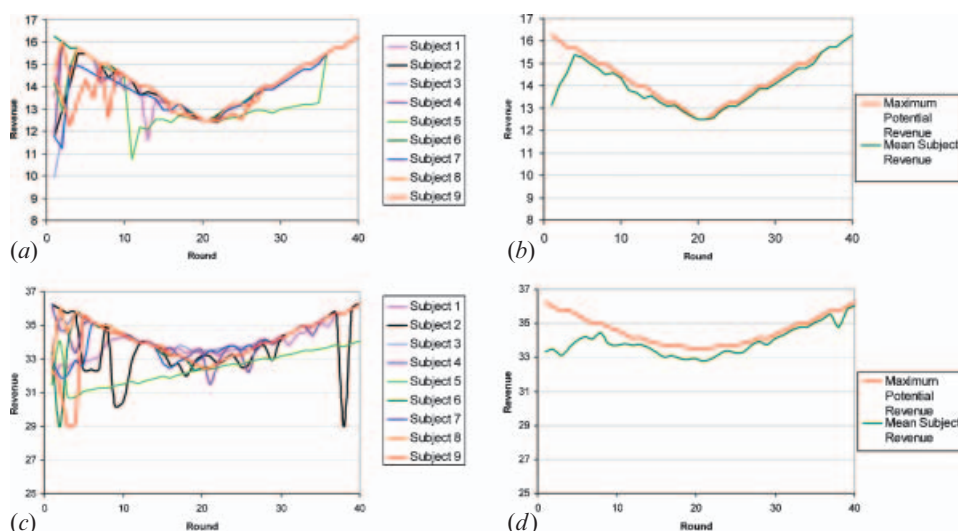 17
16
15
14
13
12
11
10
9
8
Revenue
0
10
20
30
40
Round
(a)
Subject 1
Subject 2
Subject 3
Subject 4
Subject 5
Subject 6
Subject 7
Subject 8
Subject 9
17
16
15
14
13
12
11
10
9
8
Revenue
0
10
20
30
40
Round
(b)
Maximum
Potential
Revenue
Mean Subject
Revenue
37
35
33
31
29
27
25
Revenue
0
10
20
30
40
Round
(c)
Subject 1
Subject 2
Subject 3
Subject 4
Subject 5
Subject 6
Subject 7
Subject 8
Subject 9
37
35
33
31
29
27
25
Revenue
0
10
20
30
40
Round
(d)
Maximum
Potential
Revenue
Mean Subject
Revenue